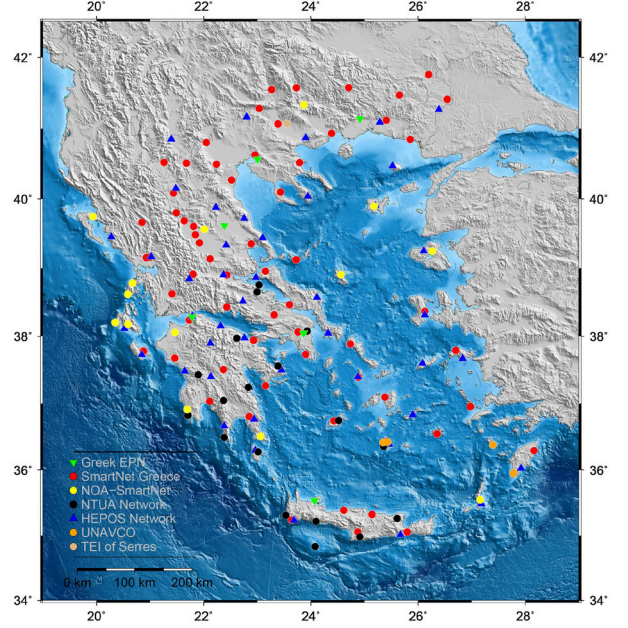 20° 22° 24° 26° 28°
42° 42°
40° 40°
38° 38°
36° 36°
34° 34°
Greek EPN
SmartNet Greece
NOA-SmartNet
NTUA Network
HEPOS Network
UNAVCO
TEI of Serres
0 km 100 km 200 km
20° 22° 24° 26° 28°